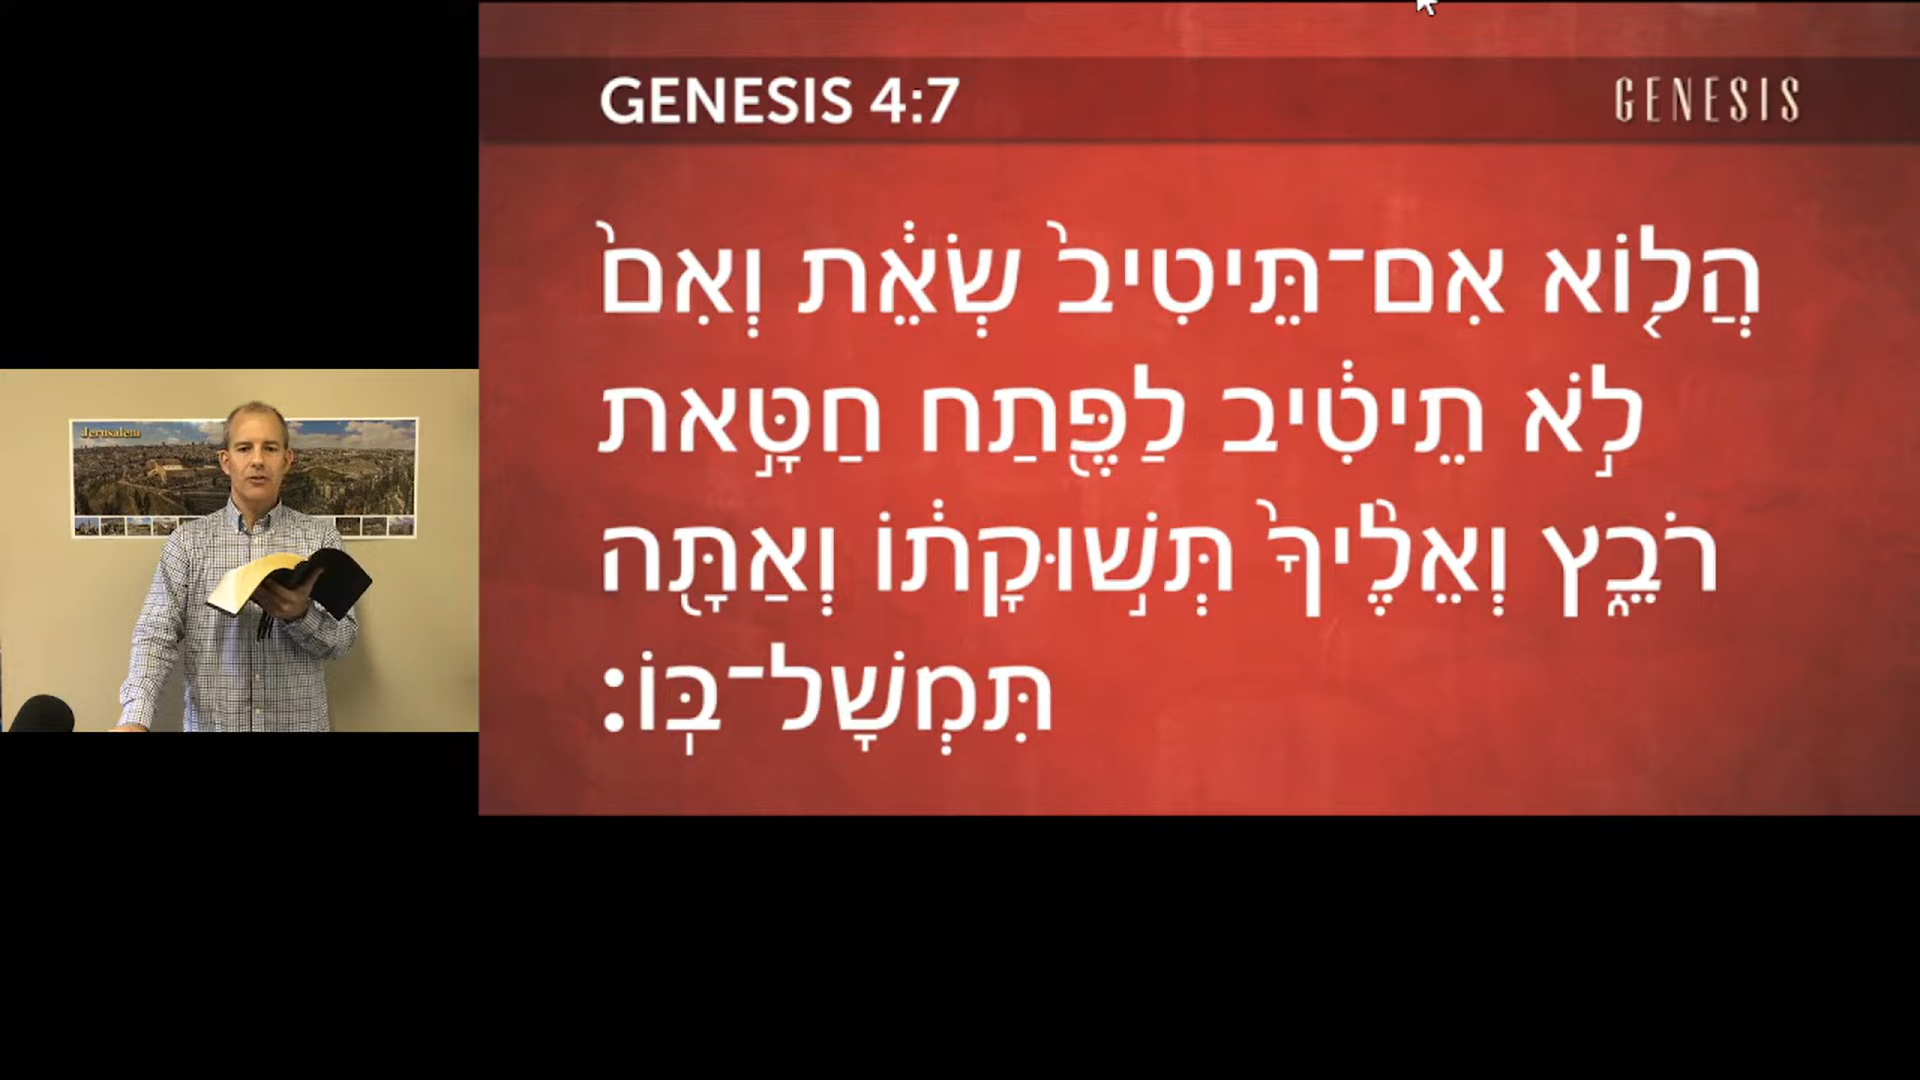 GENESIS 4:7
GENESIS
הֲל֤וֹא אִם־תֵּיטִיב֙ שְׂאֵ֔ת וְאִם֙
לֹ֣א תֵיטִ֔יב לַפֶּ֖תַח חַטָּ֣את
רֹבֵ֑ץ וְאֵלֶ֙יךָ֙ תְּשׁ֣וּקָת֔וֹ וְאַתָּ֖ה
תִּמְשָׁל־בּֽוֹ׃
Jerusalem